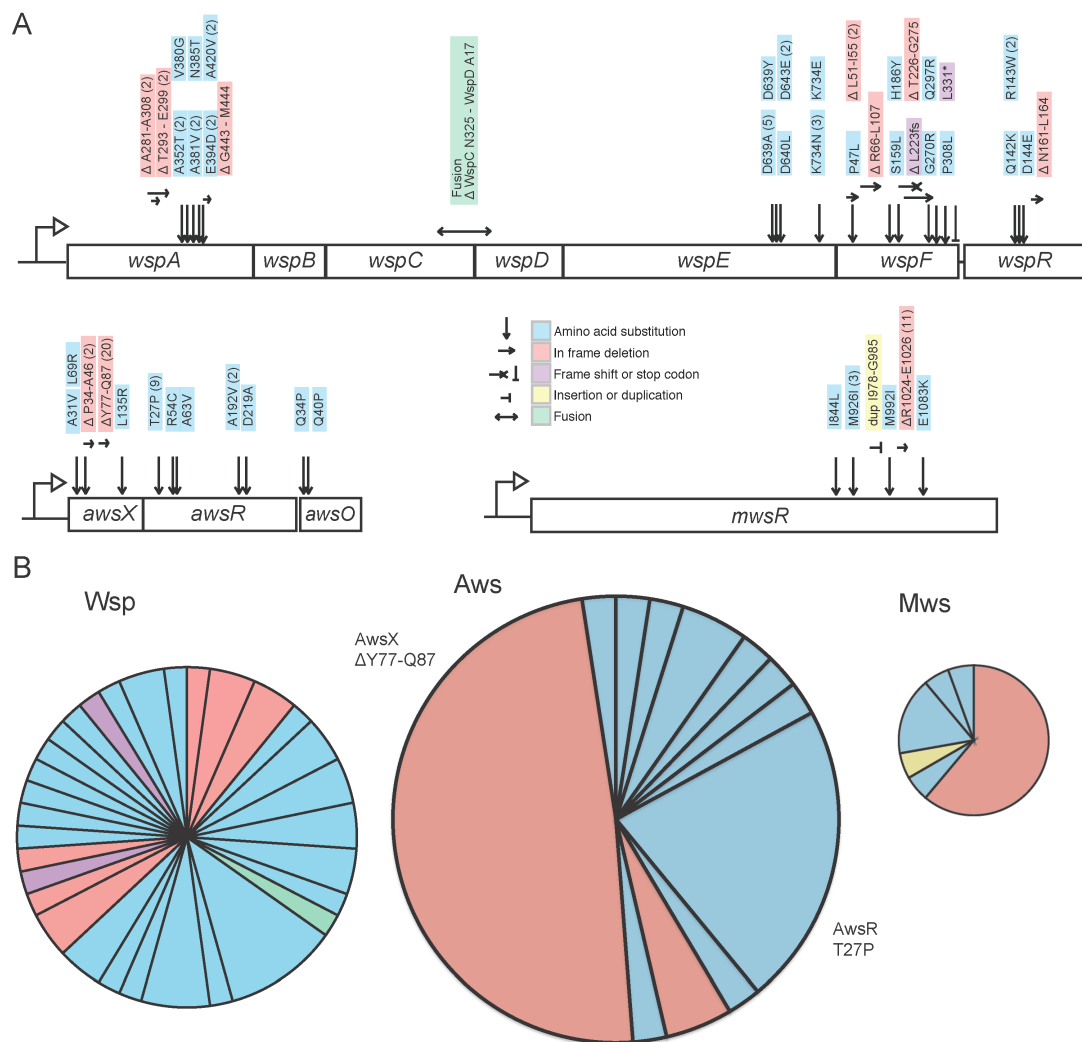 A
Δ A281-A308 (2)
Δ T293 - E299 (2)
V380G
A352T (2)
N385T
A381V (2)
A420V (2)
E394D (2)
Δ G443 - M444
Fusion
Δ WspC N325 - WspD A17
D639Y
D639A (5)
D643E (2)
D640L
K734E
K734N (3)
Δ L51-I55 (2)
P47L
Δ R66-L107
H186Y
S159L
Δ T226-G275
Δ L223fs
Q297R
G270R
L331*
P308L
R143W (2)
Q142K
D144E
Δ N161-L164
wspA
wspB
wspC
wspD
wspE
wspF
wspR
A31V
L69R
Δ P34-A46 (2)
ΔY77-Q87 (20)
L135R
T27P (9)
R54C
A63V
A192V (2)
D219A
Q34P
Q40P
awsX
awsR
awsO
Amino acid substitution
In frame deletion
Frame shift or stop codon
Insertion or duplication
Fusion
I844L
M926I (3)
dup I978-G985
M992I
ΔR1024-E1026 (11)
E1083K
mwsR
B
Wsp
Aws
Mws
AwsX
ΔY77-Q87
AwsR
T27P